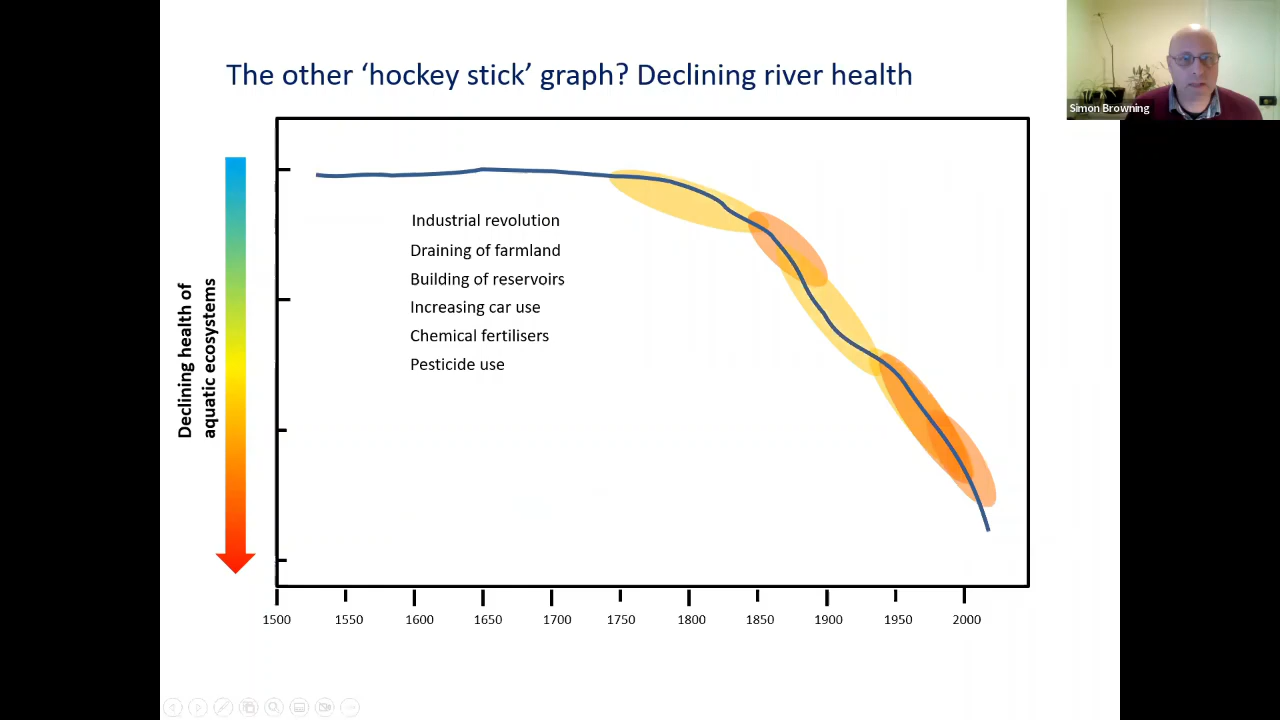 The other ‘hockey stick’ graph? Declining river health
Simon Browning
Declining health of
aquatic ecosystems
Industrial revolution
Draining of farmland
Building of reservoirs
Increasing car use
Chemical fertilisers
Pesticide use
1500 1550 1600 1650 1700 1750 1800 1850 1900 1950 2000